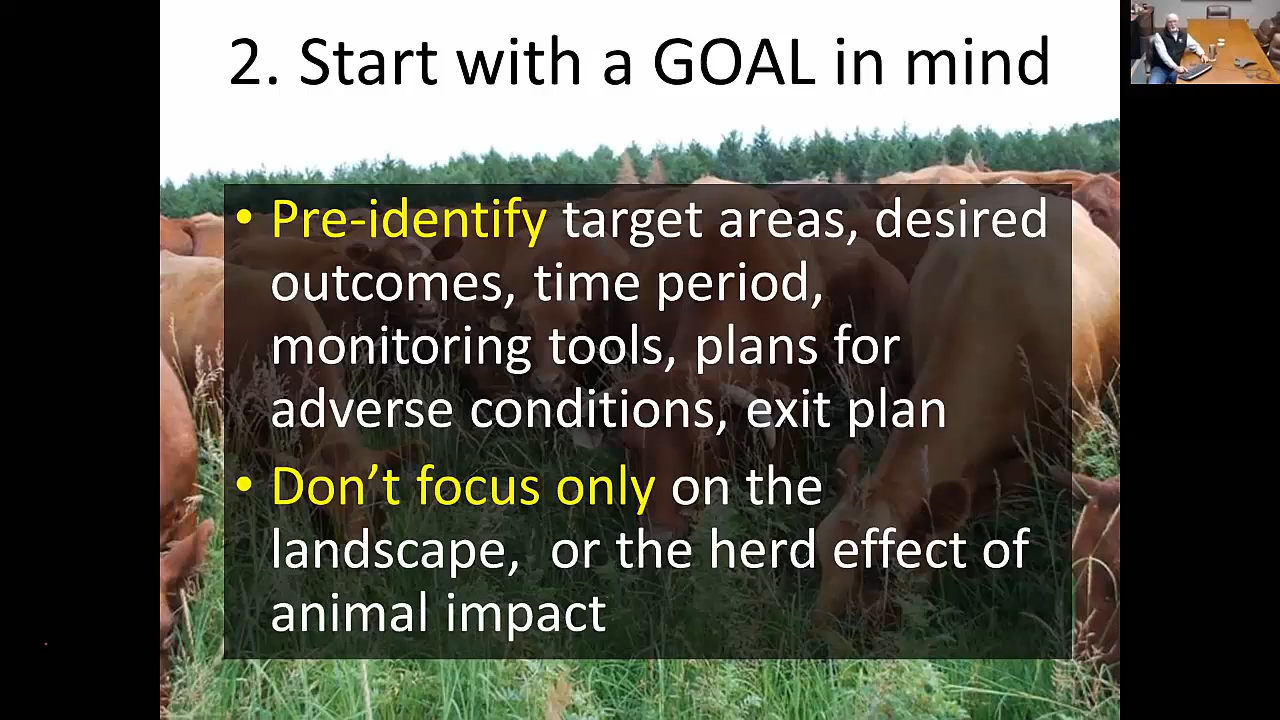 2. Start with a GOAL in mind
• Pre-identify target areas, desired
outcomes, time period,
monitoring tools, plans for
adverse conditions, exit plan
• Don’t focus only on the
landscape,  or the herd effect of
animal impact